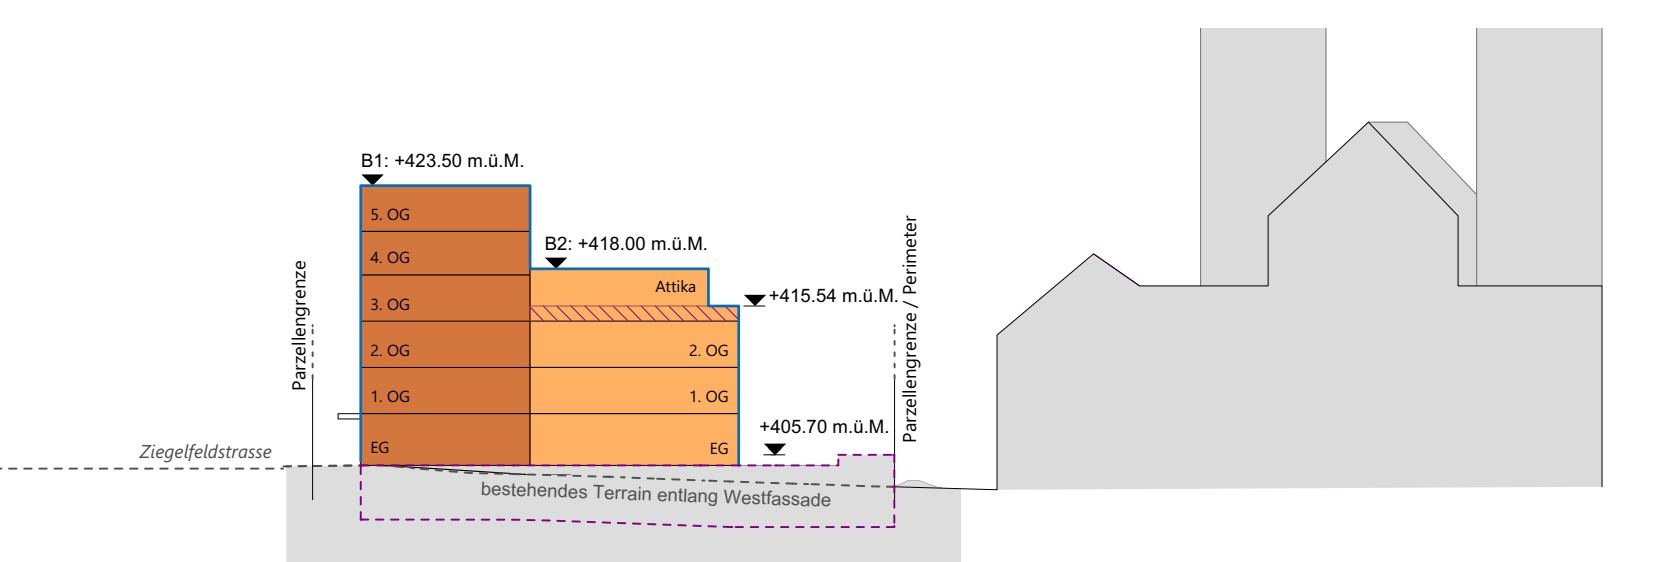 B1: +423.50 m.ü.M.
5. OG
4. OG
B2: +418.00 m.ü.M.
Attika
+415.54 m.ü.M.
3. OG
2. OG
2. OG
1. OG
1. OG
+405.70 m.ü.M.
EG
EG
Parzellengrenze
Parzellengrenze / Perimeter
Ziegelfeldstrasse
bestehendes Terrain entlang Westfassade